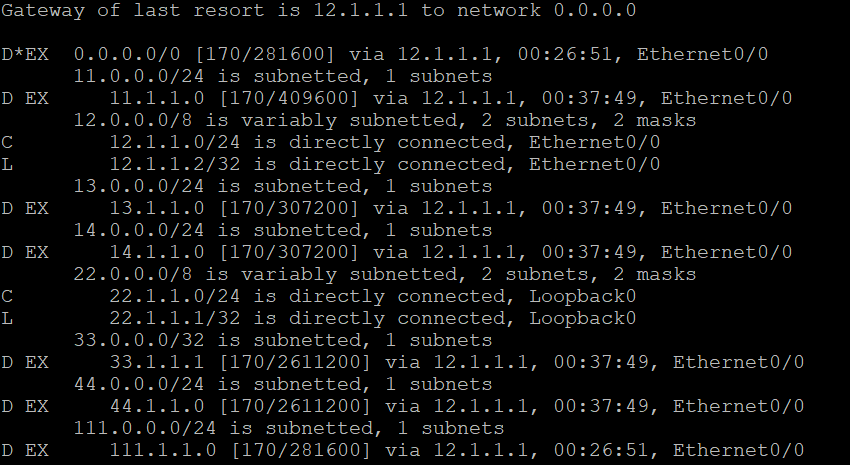 Gateway of last resort is 12.1.1.1 to network 0.0.0.0
D*EX  0.0.0.0/0 [170/281600] via 12.1.1.1, 00:26:51, Ethernet0/0
      11.0.0.0/24 is subnetted, 1 subnets
D EX     11.1.1.0 [170/409600] via 12.1.1.1, 00:37:49, Ethernet0/0
      12.0.0.0/8 is variably subnetted, 2 subnets, 2 masks
C        12.1.1.0/24 is directly connected, Ethernet0/0
L        12.1.1.2/32 is directly connected, Ethernet0/0
      13.0.0.0/24 is subnetted, 1 subnets
D EX     13.1.1.0 [170/307200] via 12.1.1.1, 00:37:49, Ethernet0/0
      14.0.0.0/24 is subnetted, 1 subnets
D EX     14.1.1.0 [170/307200] via 12.1.1.1, 00:37:49, Ethernet0/0
      22.0.0.0/8 is variably subnetted, 2 subnets, 2 masks
C        22.1.1.0/24 is directly connected, Loopback0
L        22.1.1.1/32 is directly connected, Loopback0
      33.0.0.0/32 is subnetted, 1 subnets
D EX     33.1.1.1 [170/2611200] via 12.1.1.1, 00:37:49, Ethernet0/0
      44.0.0.0/24 is subnetted, 1 subnets
D EX     44.1.1.0 [170/2611200] via 12.1.1.1, 00:37:49, Ethernet0/0
      111.0.0.0/24 is subnetted, 1 subnets
D EX     111.1.1.0 [170/281600] via 12.1.1.1, 00:26:51, Ethernet0/0